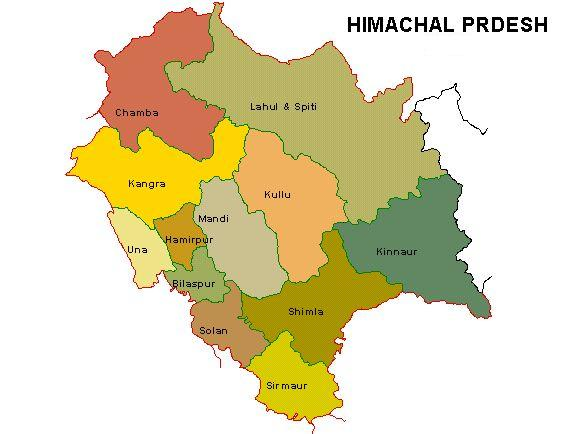 HIMACHAL PRDESH
Chamba
Lahul & Spiti
Kangra
Kullu
Mandi
Hamirpur
Una
Kinnaur
Bilaspur
Shimla
Solan
Sirmaur